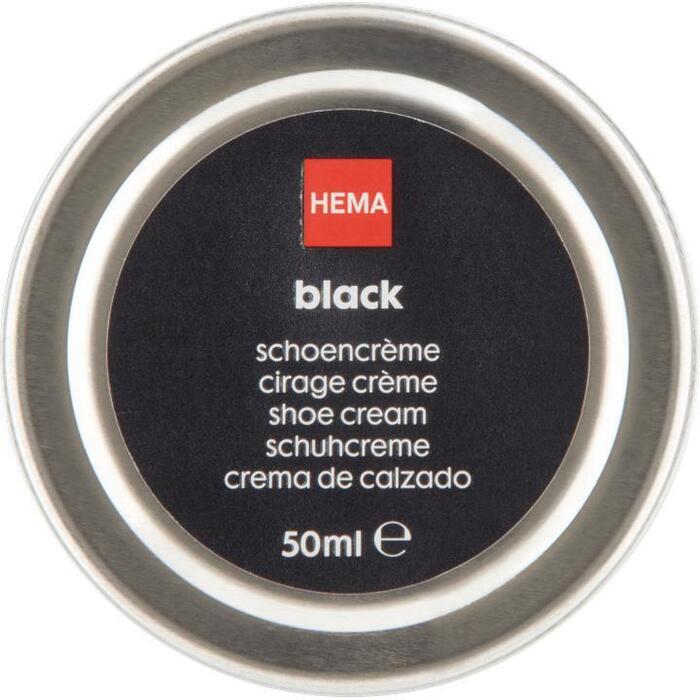 HEMA
black
schoencrème
cirage crème
shoe cream
schuhcreme
crema de calzado
50ml ℮